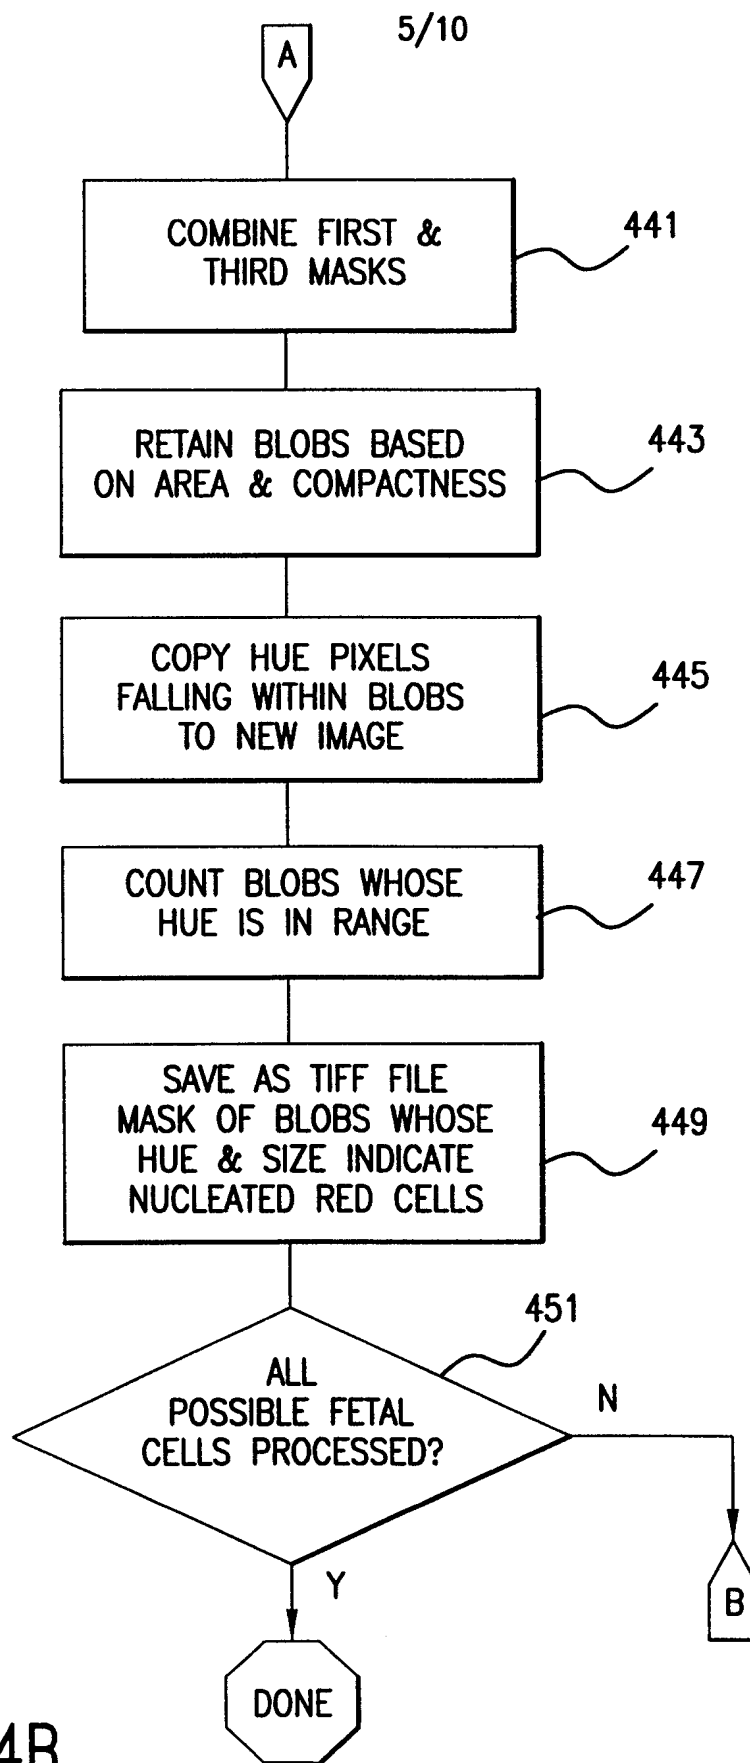 5/10
A
COMBINE FIRST &
THIRD MASKS
441
RETAIN BLOBS BASED
ON AREA & COMPACTNESS
443
COPY HUE PIXELS
FALLING WITHIN BLOBS
TO NEW IMAGE
445
COUNT BLOBS WHOSE
HUE IS IN RANGE
447
SAVE AS TIFF FILE
MASK OF BLOBS WHOSE
HUE & SIZE INDICATE
NUCLEATED RED CELLS
449
451
ALL
POSSIBLE FETAL
CELLS PROCESSED?
N
Y
B
DONE
4B